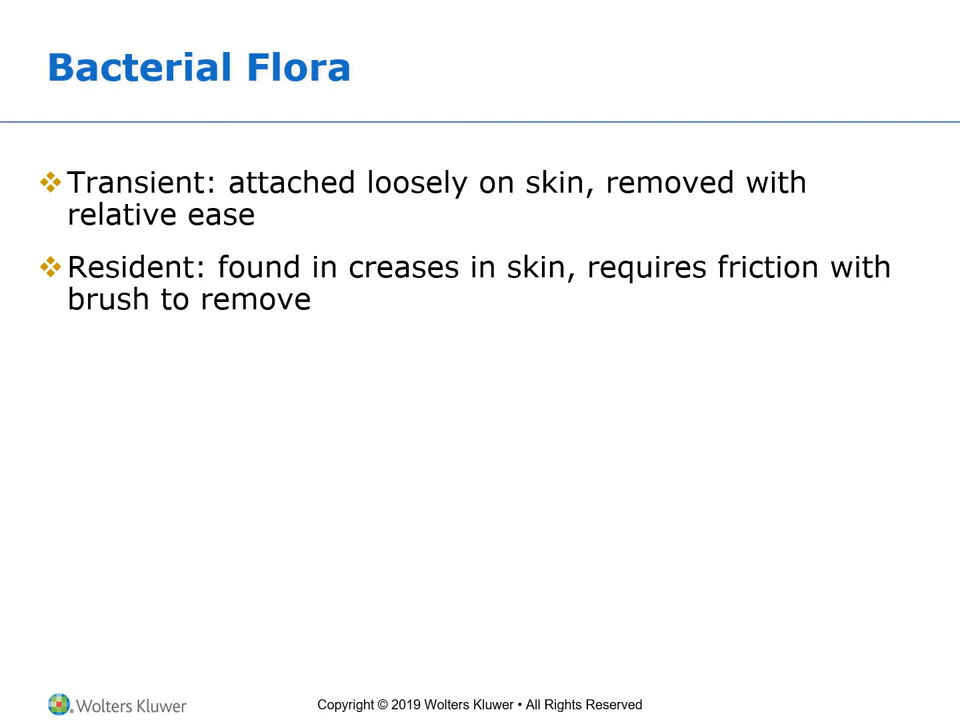 Bacterial Flora
❖Transient: attached loosely on skin, removed with
relative ease
❖Resident: found in creases in skin, requires friction with
brush to remove
Wolters Kluwer
Copyright © 2019 Wolters Kluwer • All Rights Reserved